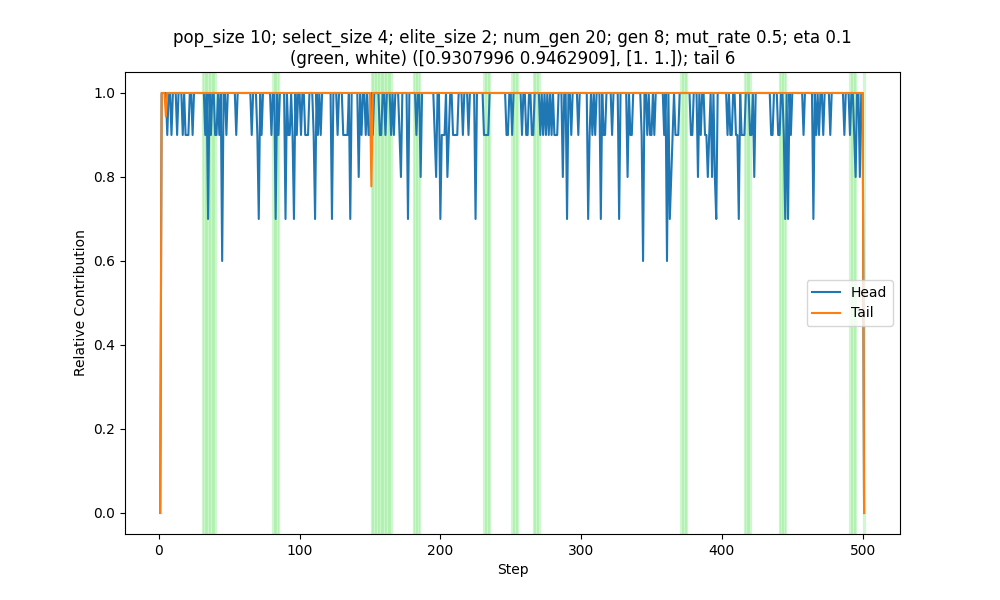 pop_size 10; select_size 4; elite_size 2; num_gen 20; gen 8; mut_rate 0.5; eta 0.1
(green, white) ([0.9307996 0.9462909], [1. 1.]); tail 6
1.0
0.8
0.6
0.4
0.2
0.0
Relative Contribution
Head
Tail
0
100
200
300
400
500
Step